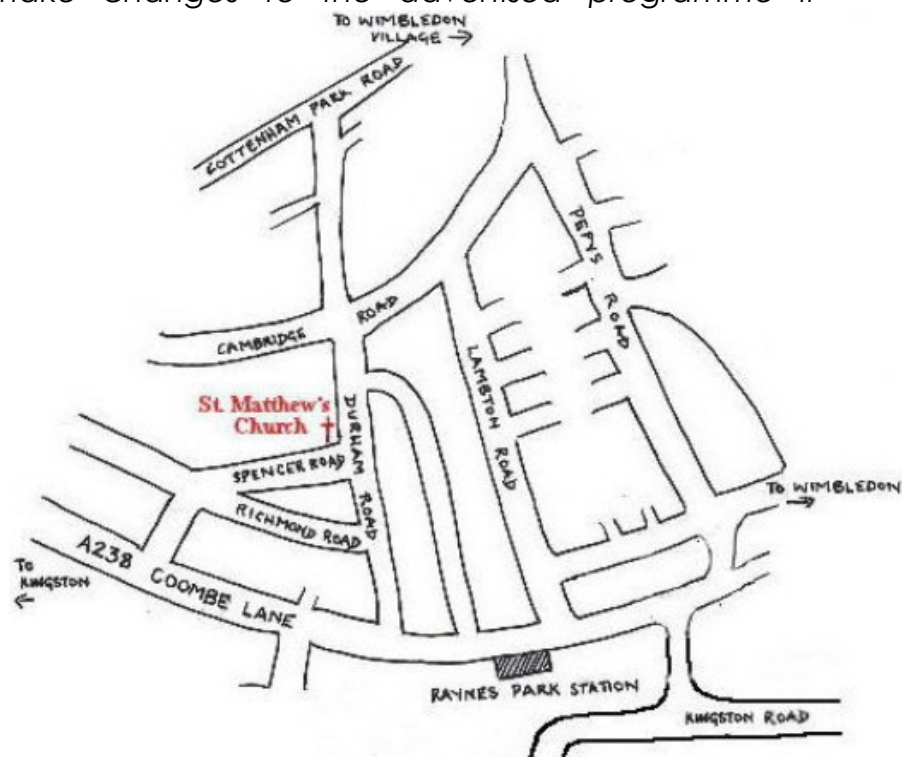 make changes to the advertised programme if
TO WIMBLEDON
VILLAGE →
COTTENHAM PARK ROAD
PEPYS ROAD
CAMBRIDGE ROAD
LAMBTON ROAD
St. Matthew's
Church †
DURHAM ROAD
SPENCER ROAD
RICHMOND ROAD
TO WIMBLEDON
→
A238 COOMBE LANE
TO
KINGSTON
←
RAYNES PARK STATION
KINGSTON ROAD